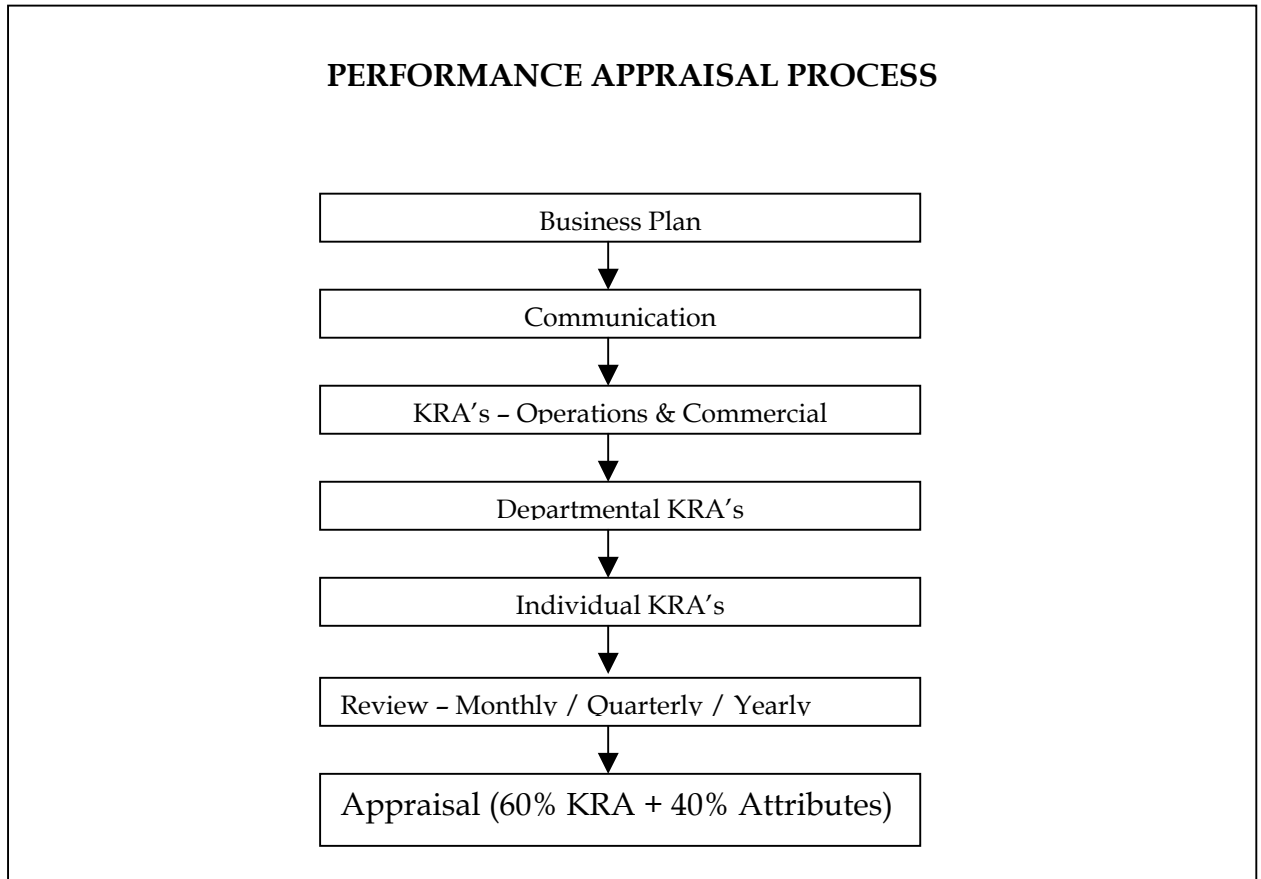 PERFORMANCE APPRAISAL PROCESS
Business Plan
Communication
KRA’s – Operations & Commercial
Departmental KRA’s
Individual KRA’s
Review – Monthly / Quarterly / Yearly
Appraisal (60% KRA + 40% Attributes)